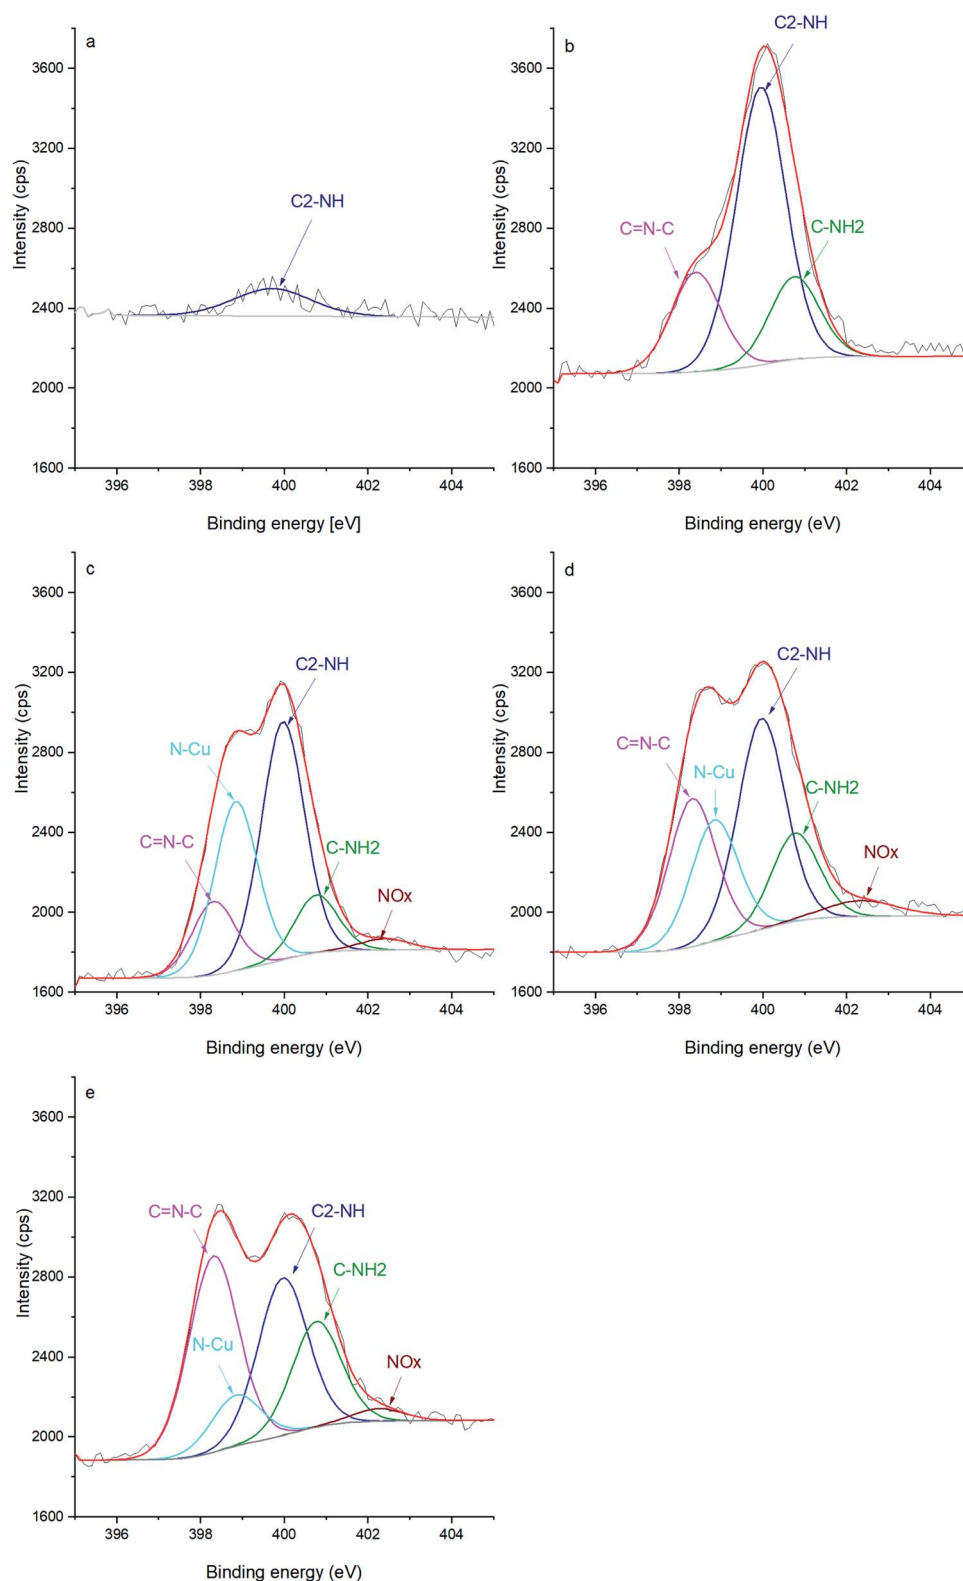 a
C2-NH
Intensity (cps)
3600
3200
2800
2400
2000
1600
396 398 400 402 404
Binding energy [eV]
b
C2-NH
C=N-C
C-NH2
Intensity (cps)
3600
3200
2800
2400
2000
1600
396 398 400 402 404
Binding energy (eV)
c
C2-NH
N-Cu
C=N-C
C-NH2
NOx
Intensity (cps)
3600
3200
2800
2400
2000
1600
396 398 400 402 404
Binding energy (eV)
d
C2-NH
C=N-C
N-Cu
C-NH2
NOx
Intensity (cps)
3600
3200
2800
2400
2000
1600
396 398 400 402 404
Binding energy (eV)
e
C=N-C
C2-NH
C-NH2
N-Cu
NOx
Intensity (cps)
3600
3200
2800
2400
2000
1600
396 398 400 402 404
Binding energy (eV)